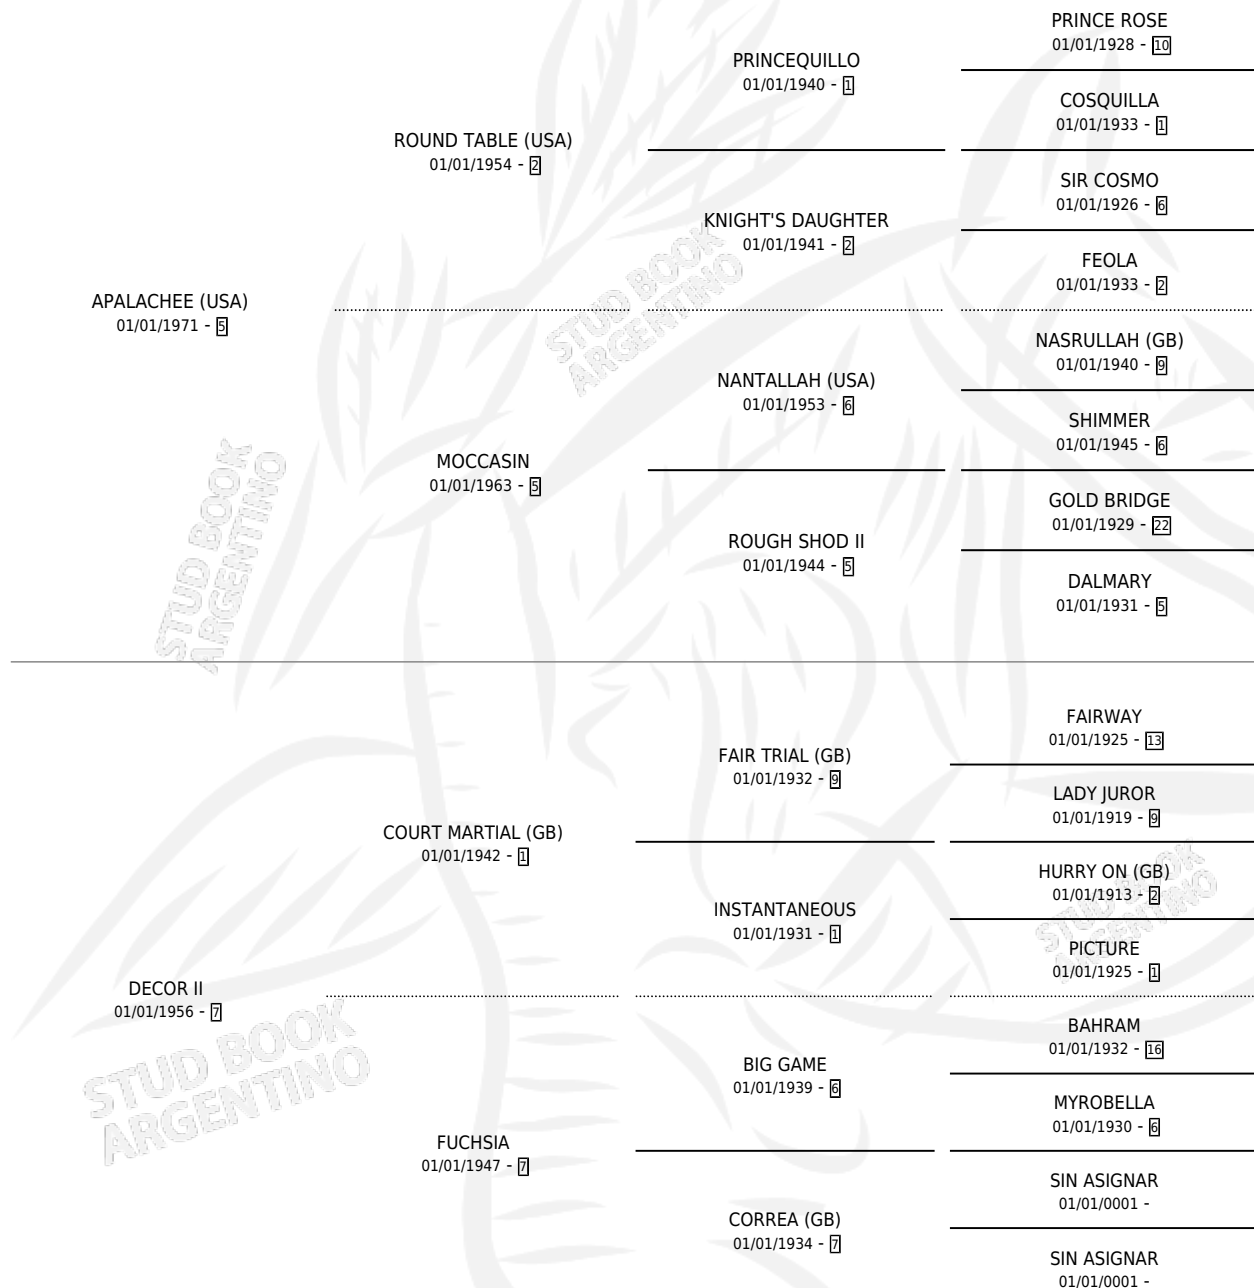 PRINCE ROSE
01/01/1928 - 10
PRINCEQUILLO
01/01/1940 - 1
COSQUILLA
01/01/1933 - 1
ROUND TABLE (USA)
01/01/1954 - 2
SIR COSMO
01/01/1926 - 6
KNIGHT'S DAUGHTER
01/01/1941 - 2
FEOLA
01/01/1933 - 2
APALACHEE (USA)
01/01/1971 - 5
NASRULLAH (GB)
01/01/1940 - 9
NANTALLAH (USA)
01/01/1953 - 6
SHIMMER
01/01/1945 - 6
MOCCASIN
01/01/1963 - 5
GOLD BRIDGE
01/01/1929 - 22
ROUGH SHOD II
01/01/1944 - 5
DALMARY
01/01/1931 - 5
FAIRWAY
01/01/1925 - 13
FAIR TRIAL (GB)
01/01/1932 - 9
LADY JUROR
01/01/1919 - 9
COURT MARTIAL (GB)
01/01/1942 - 1
HURRY ON (GB)
01/01/1913 - 2
INSTANTANEOUS
01/01/1931 - 1
PICTURE
01/01/1925 - 1
DECOR II
01/01/1956 - 7
BAHRAM
01/01/1932 - 16
BIG GAME
01/01/1939 - 6
MYROBELLA
01/01/1930 - 6
FUCHSIA
01/01/1947 - 7
SIN ASIGNAR
01/01/0001 -
CORREA (GB)
01/01/1934 - 7
SIN ASIGNAR
01/01/0001 -
STUD BOOK
ARGENTINO
STUD BOOK
ARGENTINO
STUD BOOK
ARGENTINO
STUD BOOK
ARGENTINO